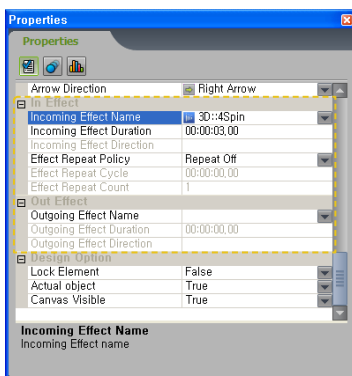 Properties
Properties
Arrow Direction Right Arrow
In Effect
Incoming Effect Name 3D::4Spin
Incoming Effect Duration 00:00:03,00
Incoming Effect Direction
Effect Repeat Policy Repeat Off
Effect Repeat Cycle 00:00:00,00
Effect Repeat Count 1
Out Effect
Outgoing Effect Name
Outgoing Effect Duration 00:00:00,00
Outgoing Effect Direction
Design Option
Lock Element False
Actual object True
Canvas Visible True
Incoming Effect Name
Incoming Effect name